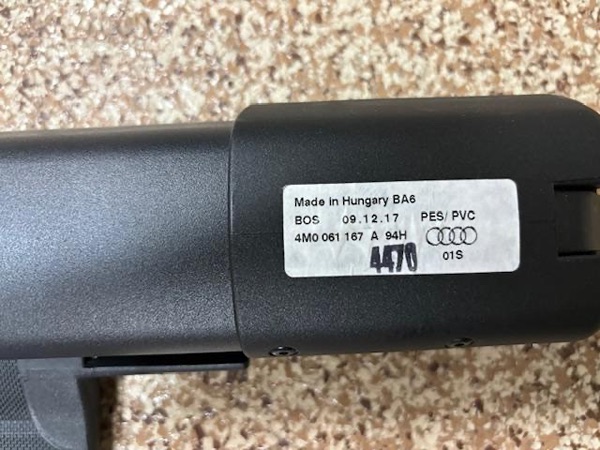 Made in Hungary BA6
BOS 09.12.17 PES/ PVC
4M0 061 167 A 94H
4470
01S